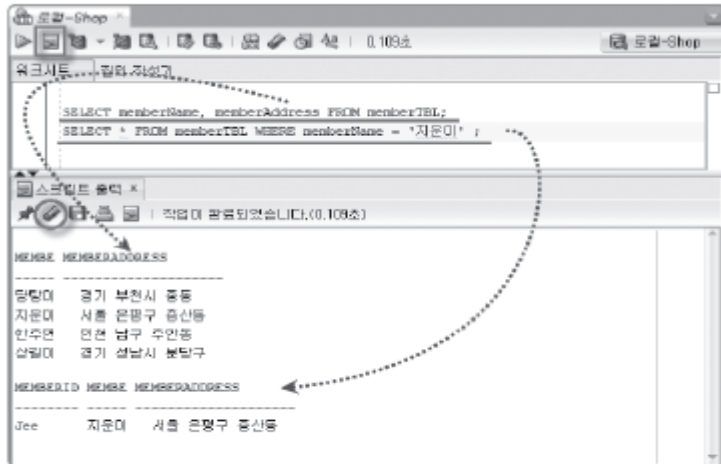 로컬-Shop
0.109초
로컬-Shop
워크시트 질의 작성기
SELECT memberName, memberAddress FROM memberTBL;
SELECT * FROM memberTBL WHERE memberName = '지운이' ;
스크립트 출력 ×
작업이 완료되었습니다.(0.109초)
MEMBE MEMBERADDRESS
당탕이 경기 부천시 중동
지운이 서울 은평구 증산동
한주연 인천 남구 주안동
상길이 경기 성남시 분당구
MEMBERID MEMBE MEMBERADDRESS
Jee 지운이 서울 은평구 증산동